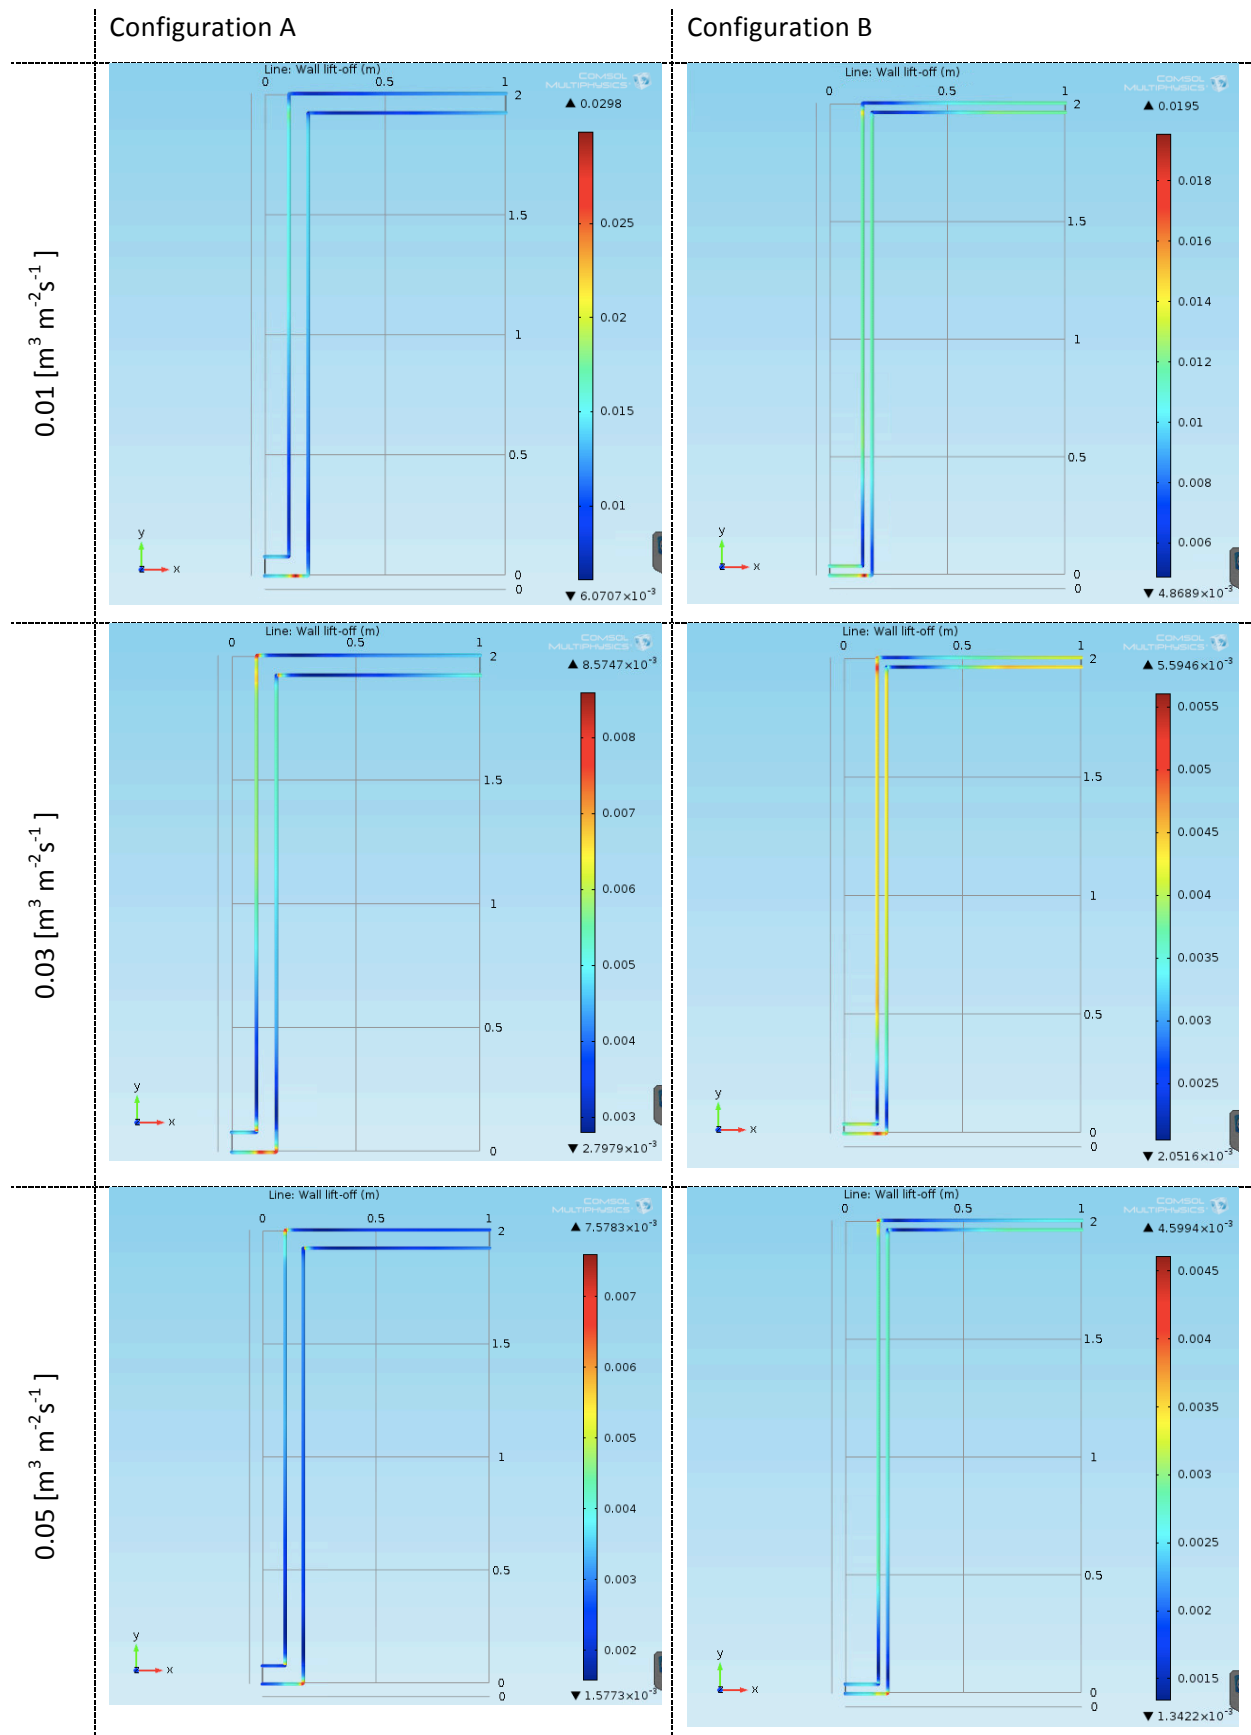 Configuration A
Configuration B
0.01 [m³ m⁻²s⁻¹]
Line: Wall lift-off (m)
COMSOL
MULTIPHYSICS
0 0.5 1
2
1.5
1
0.5
0
0
▲ 0.0298
0.025
0.02
0.015
0.01
▼ 6.0707×10⁻³
y
x
Line: Wall lift-off (m)
COMSOL
MULTIPHYSICS
0 0.5 1
2
1.5
1
0.5
0
0
▲ 0.0195
0.018
0.016
0.014
0.012
0.01
0.008
0.006
▼ 4.8689×10⁻³
y
x
0.03 [m³ m⁻²s⁻¹]
Line: Wall lift-off (m)
COMSOL
MULTIPHYSICS
0 0.5 1
2
1.5
1
0.5
0
▲ 8.5747×10⁻³
0.008
0.007
0.006
0.005
0.004
0.003
▼ 2.7979×10⁻³
y
x
Line: Wall lift-off (m)
COMSOL
MULTIPHYSICS
0 0.5 1
2
1.5
1
0.5
0
0
▲ 5.5946×10⁻³
0.0055
0.005
0.0045
0.004
0.0035
0.003
0.0025
▼ 2.0516×10⁻³
y
x
0.05 [m³ m⁻²s⁻¹]
Line: Wall lift-off (m)
COMSOL
MULTIPHYSICS
0 0.5 1
2
1.5
1
0.5
0
0
▲ 7.5783×10⁻³
0.007
0.006
0.005
0.004
0.003
0.002
▼ 1.5773×10⁻³
y
x
Line: Wall lift-off (m)
COMSOL
MULTIPHYSICS
0 0.5 1
2
1.5
1
0.5
0
0
▲ 4.5994×10⁻³
0.0045
0.004
0.0035
0.003
0.0025
0.002
0.0015
▼ 1.3422×10⁻³
y
x